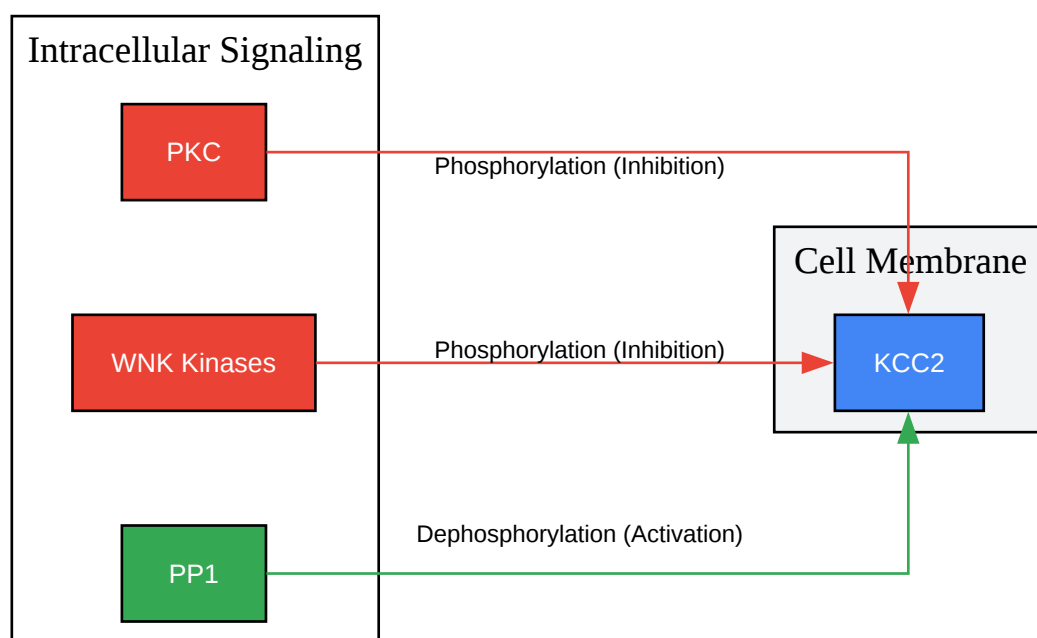 Intracellular Signaling
PKC
Phosphorylation (Inhibition)
Cell Membrane
WNK Kinases
Phosphorylation (Inhibition)
KCC2
Dephosphorylation (Activation)
PP1